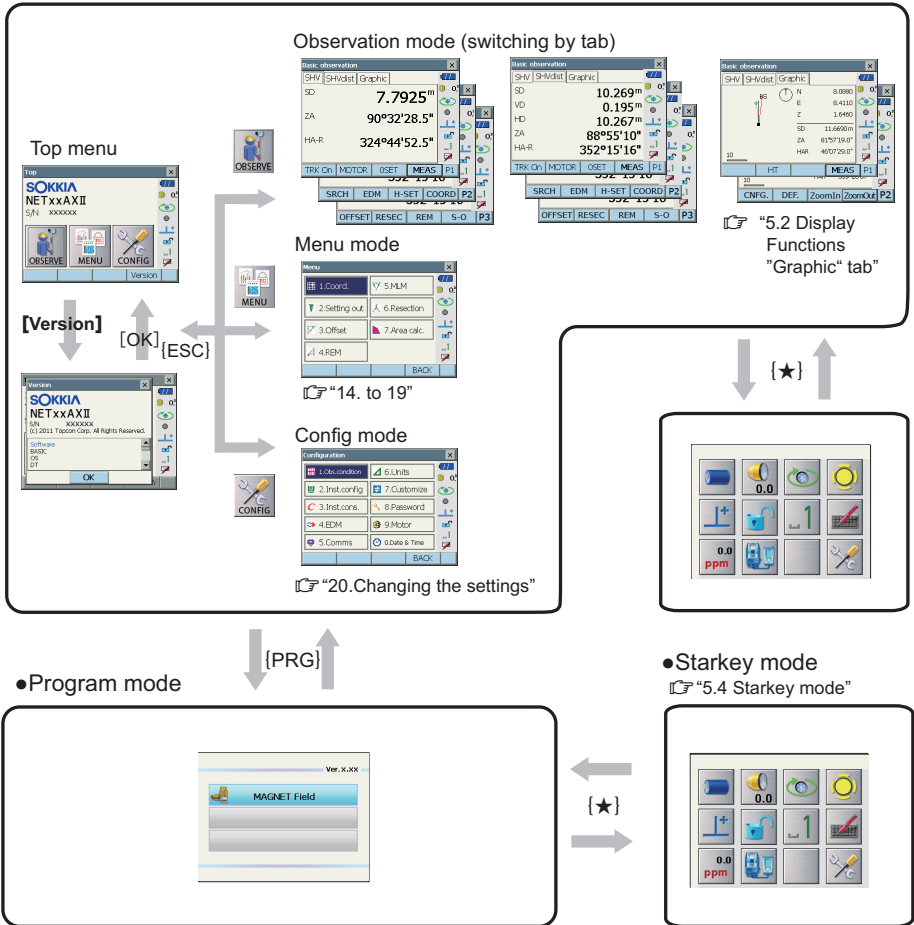 Observation mode (switching by tab)
Basic observation
SHV SHVdist Graphic
SD 7.7925m
ZA 90°32'28.5"
HA-R 324°44'52.5"
TRK On MOTOR 0SET MEAS P1
SRCH EDM H-SET COORD P2
OFFSET RESEC REM S-O P3
Basic observation
SHV SHVdist Graphic
SD 10.269m
VD 0.195m
HD 10.267m
ZA 88°55'10"
HA-R 352°15'16"
TRK On MOTOR 0SET MEAS P1
SRCH EDM H-SET COORD P2
OFFSET RESEC REM S-O P3
Basic observation
SHV SHVdist Graphic
BS
N 8.0880
E 8.4110
Z 1.6460
SD 11.6690m
ZA 81°57'19.0"
HAR 46°07'29.0"
10
HT MEAS P1
10
CNFG. DEF. ZoomIn ZoomOut P2
"5.2 Display
Functions
"Graphic“ tab"
OBSERVE
Top menu
Top
SOKKIA
NETxxAXII
S/N xxxxxx
OBSERVE MENU CONFIG
Version
[Version]
[OK]
{ESC}
Version
SOKKIA
NETxxAXII
S/N XXXXXX
(c) 2011 Topcon Corp. All Rights Reserved.
Software
BASIC
OS
DT
OK
MENU
Menu mode
Menu
1.Coord. 5.MLM
2.Setting out 6.Resection
3.Offset 7.Area calc.
4.REM
BACK
"14. to 19"
CONFIG
Config mode
Configuration
1.Obs.condition 6.Units
2.Inst.config 7.Customize
3.Inst.cons. 8.Password
4.EDM 9.Motor
5.Comms 0.Date & Time
BACK
"20.Changing the settings"
{★}
0.0
1
0.0
ppm
{PRG}
●Program mode
Ver. x.xx
MAGNET Field
{★}
●Starkey mode
"5.4 Starkey mode"
0.0
1
0.0
ppm